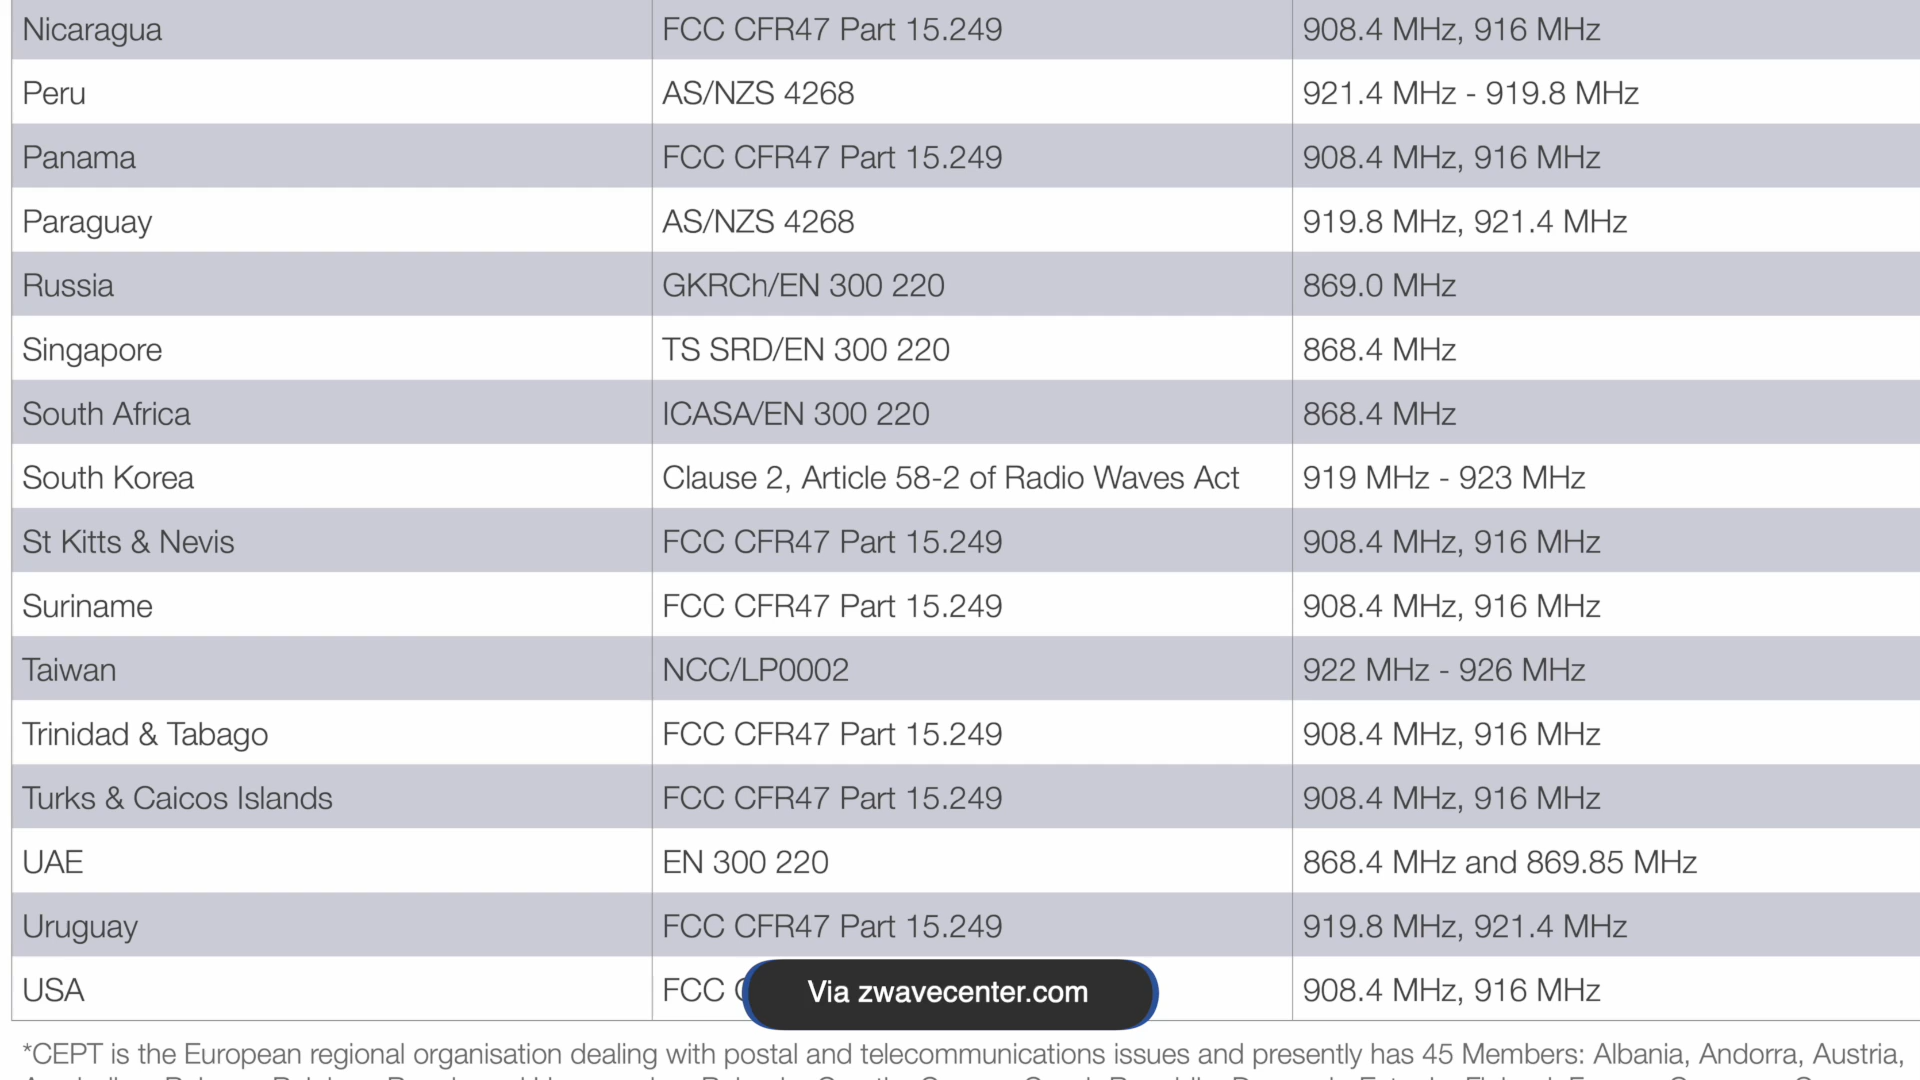 Nicaragua FCC CFR47 Part 15.249 908.4 MHz, 916 MHz
Peru AS/NZS 4268 921.4 MHz - 919.8 MHz
Panama FCC CFR47 Part 15.249 908.4 MHz, 916 MHz
Paraguay AS/NZS 4268 919.8 MHz, 921.4 MHz
Russia GKRCh/EN 300 220 869.0 MHz
Singapore TS SRD/EN 300 220 868.4 MHz
South Africa ICASA/EN 300 220 868.4 MHz
South Korea Clause 2, Article 58-2 of Radio Waves Act 919 MHz - 923 MHz
St Kitts & Nevis FCC CFR47 Part 15.249 908.4 MHz, 916 MHz
Suriname FCC CFR47 Part 15.249 908.4 MHz, 916 MHz
Taiwan NCC/LP0002 922 MHz - 926 MHz
Trinidad & Tabago FCC CFR47 Part 15.249 908.4 MHz, 916 MHz
Turks & Caicos Islands FCC CFR47 Part 15.249 908.4 MHz, 916 MHz
UAE EN 300 220 868.4 MHz and 869.85 MHz
Uruguay FCC CFR47 Part 15.249 919.8 MHz, 921.4 MHz
USA FCC 908.4 MHz, 916 MHz
Via zwavecenter.com
*CEPT is the European regional organisation dealing with postal and telecommunications issues and presently has 45 Members: Albania, Andorra, Austria,